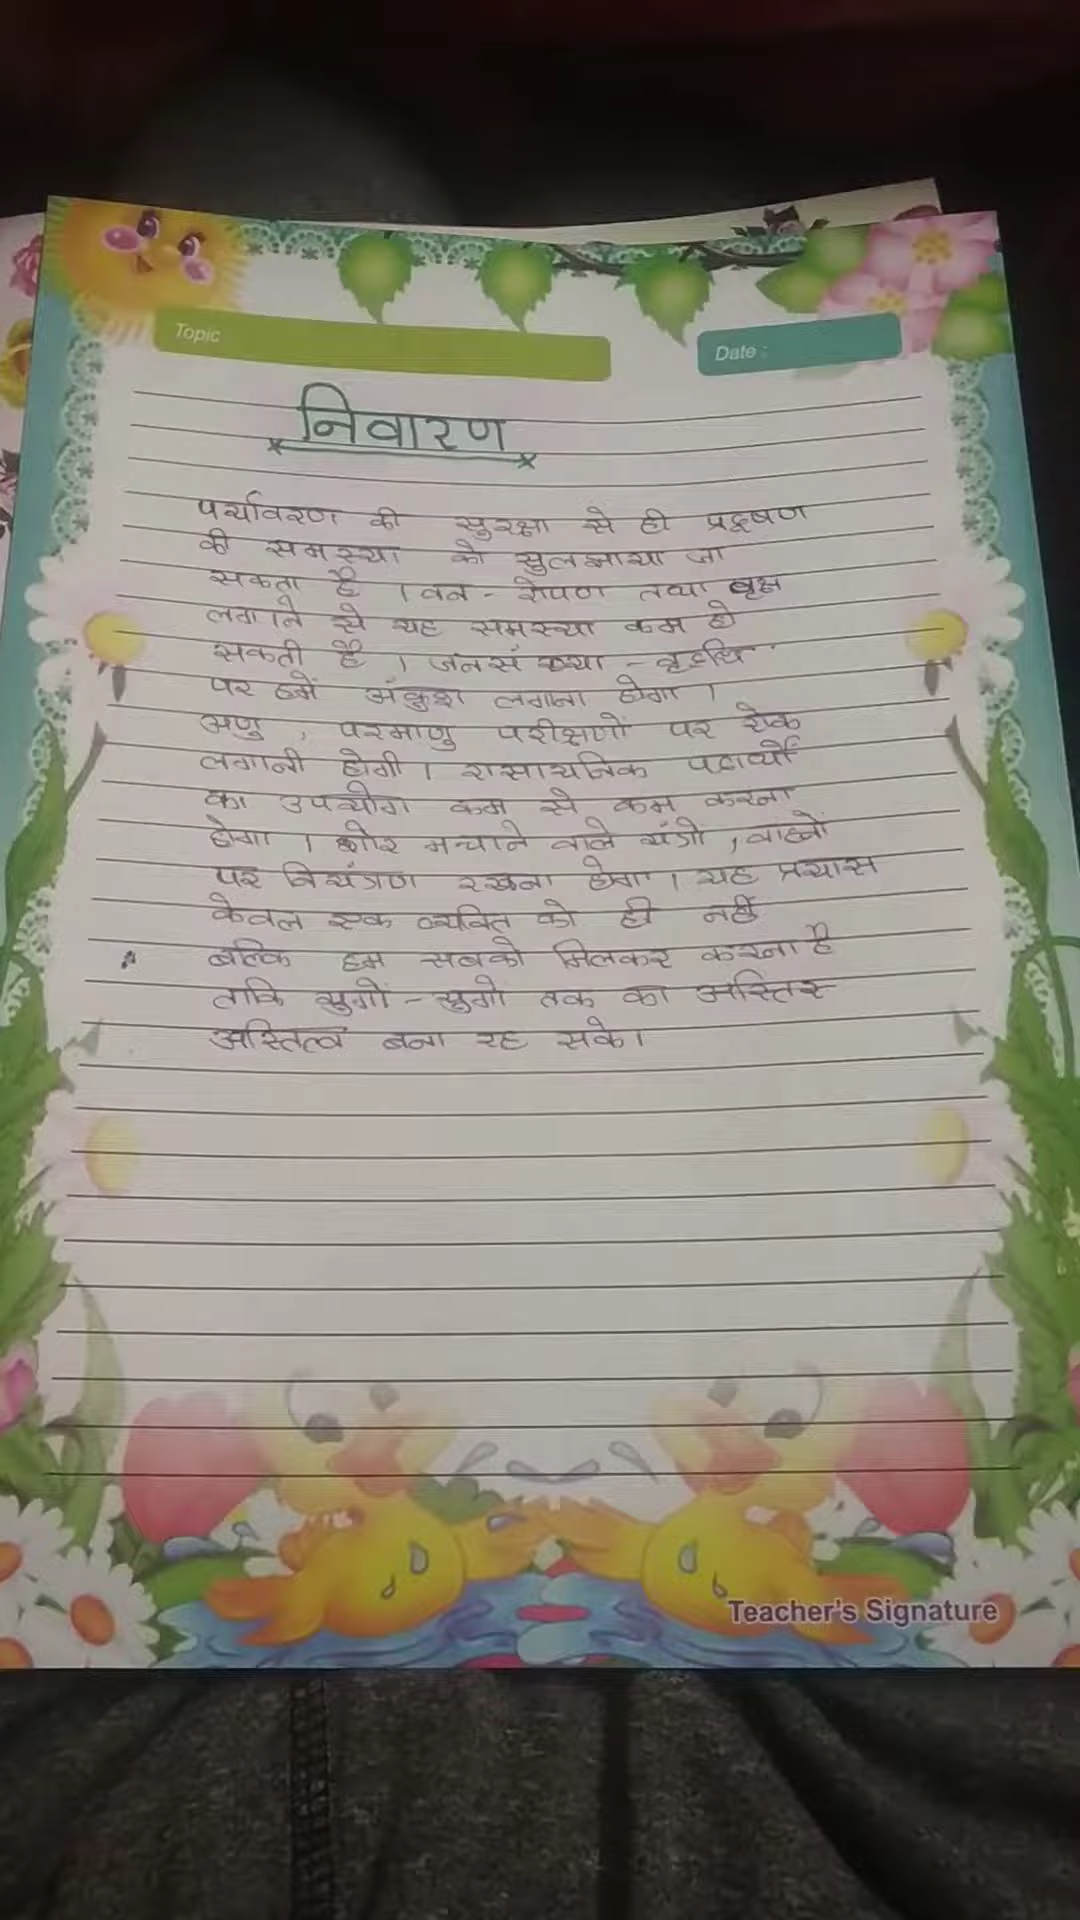 Topic
Date :
निवारण
पर्यावरण की सुरक्षा से ही प्रदूषण
की समस्या को सुलझाया जा
सकता है । वन - रोपण तथा वृक्ष
लगाने से यह समस्या कम हो
सकती है । जनसंख्या - वृद्धि
पर हमें अंकुश लगाना होगा ।
अणु , परमाणु परीक्षणों पर रोक
लगानी होगी । रासायनिक पदार्थों
का उपयोग कम से कम करना
होगा । शोर मचाने वाले यंत्रो , वाहनों
पर नियंत्रण रखना होगा । यह प्रयास
केवल एक व्यक्ति को ही नहीं
बल्कि हम सबको मिलकर करना है
ताकि युगों - युगो तक का अस्तिर
अस्तित्व बना रह सके।
Teacher's Signature